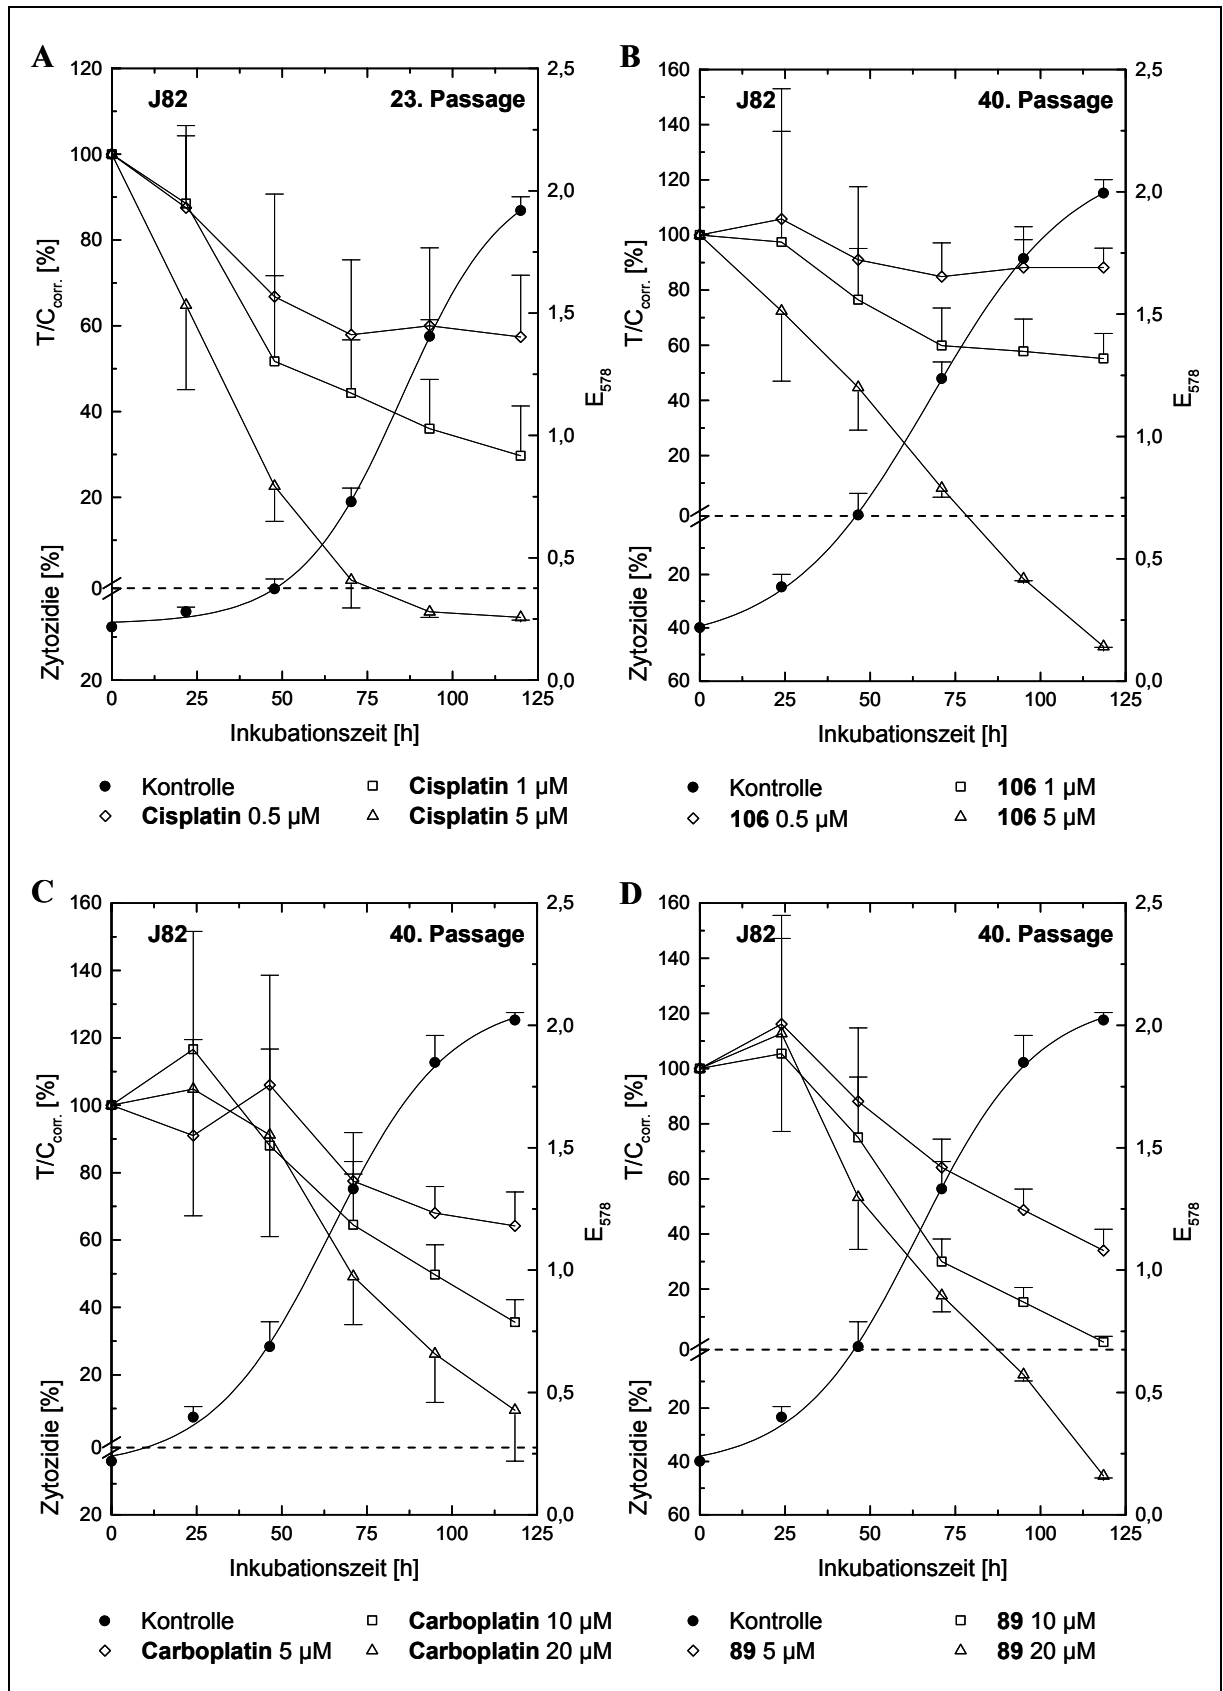 A
J82 23. Passage
T/Ccorr. [%]
Zytozidie [%]
120
100
80
60
40
20
0
20
2,5
2,0
1,5
1,0
0,5
0,0
E578
0 25 50 75 100 125
Inkubationszeit [h]
Kontrolle Cisplatin 1 µM
Cisplatin 0.5 µM Cisplatin 5 µM
B
J82 40. Passage
T/Ccorr. [%]
Zytozidie [%]
160
140
120
100
80
60
40
20
0
20
40
60
2,5
2,0
1,5
1,0
0,5
0,0
E578
0 25 50 75 100 125
Inkubationszeit [h]
Kontrolle 106 1 µM
106 0.5 µM 106 5 µM
C
J82 40. Passage
T/Ccorr. [%]
Zytozidie [%]
160
140
120
100
80
60
40
20
0
20
2,5
2,0
1,5
1,0
0,5
0,0
E578
0 25 50 75 100 125
Inkubationszeit [h]
Kontrolle Carboplatin 10 µM
Carboplatin 5 µM Carboplatin 20 µM
D
J82 40. Passage
T/Ccorr. [%]
Zytozidie [%]
160
140
120
100
80
60
40
20
0
20
40
60
2,5
2,0
1,5
1,0
0,5
0,0
E578
0 25 50 75 100 125
Inkubationszeit [h]
Kontrolle 89 10 µM
89 5 µM 89 20 µM